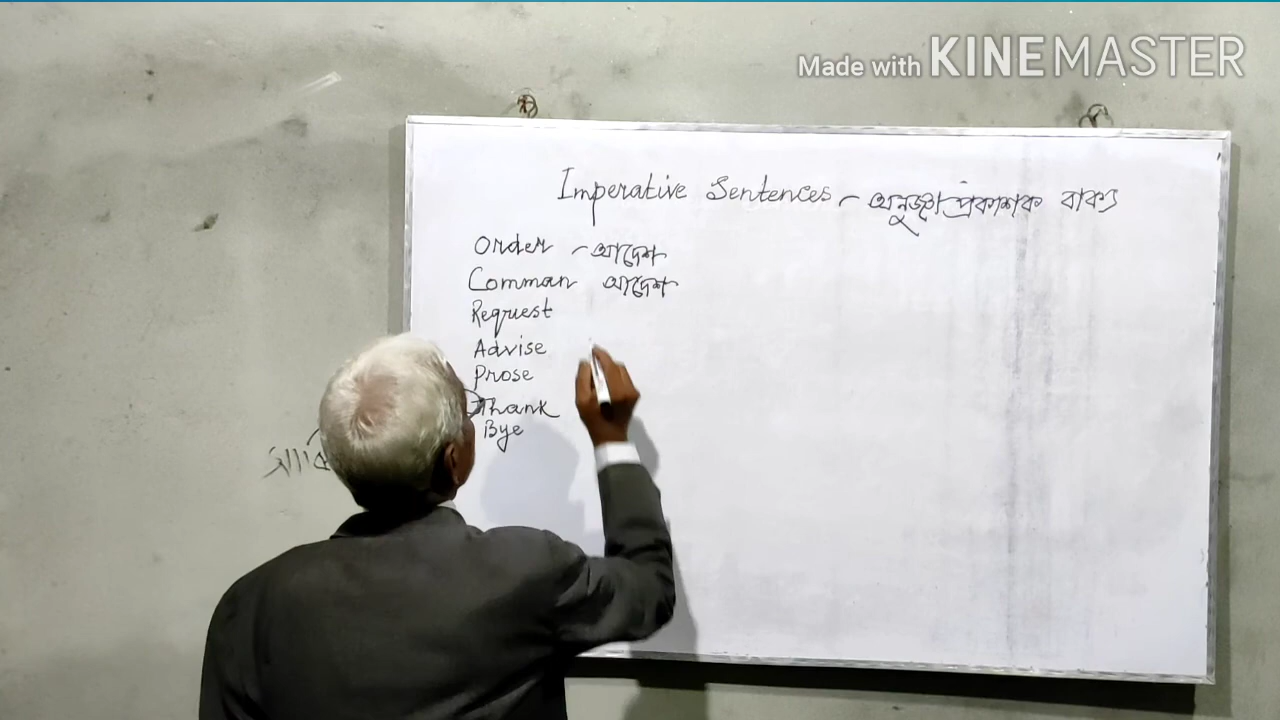 Made with KINEMASTER
Imperative Sentences - অনুজ্ঞা প্রকাশক বাক্য
Order - আদেশ
Comman আদেশ
Request
Advise
Prose
Thank
Bye